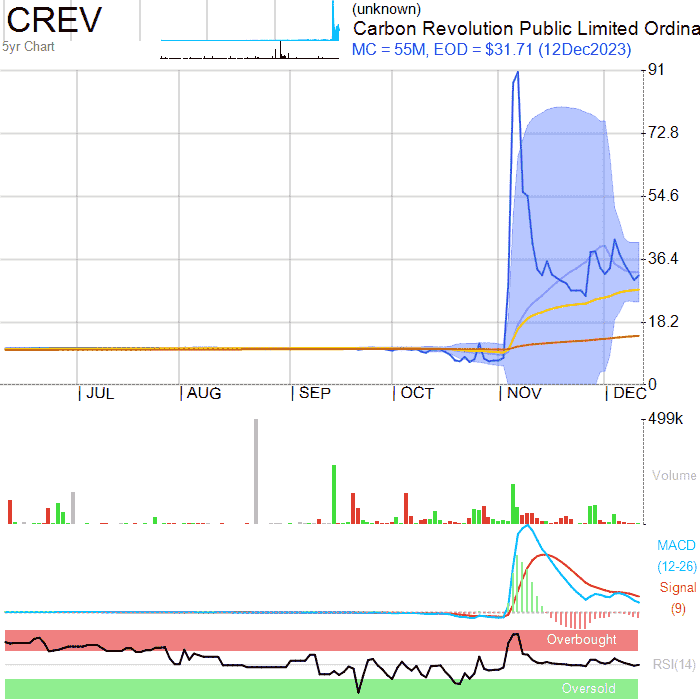 CREV
5yr Chart
(unknown)
Carbon Revolution Public Limited Ordina
MC = 55M, EOD = $31.71 (12Dec2023)
91
72.8
54.6
36.4
18.2
0
JUL AUG SEP OCT NOV DEC
499k
Volume
MACD
(12-26)
Signal
(9)
Overbought
RSI(14)
Oversold